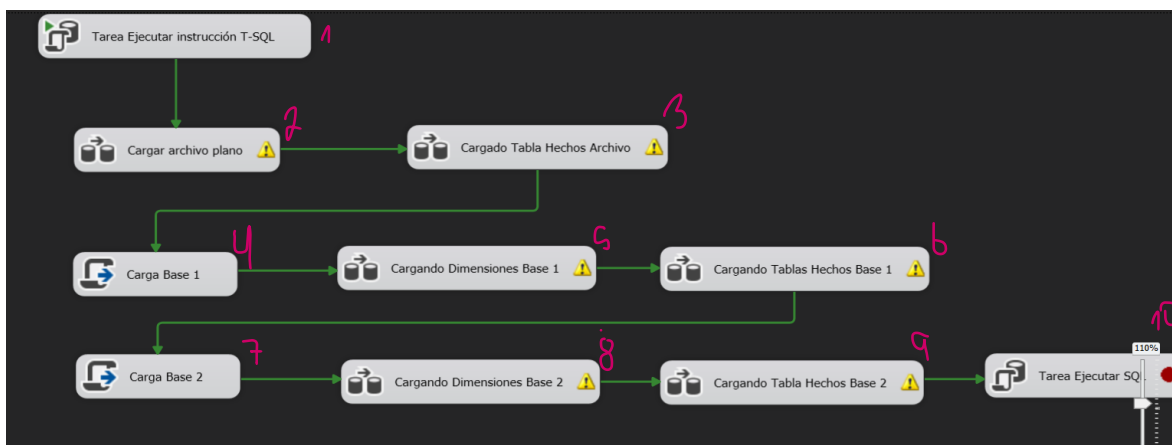 Tarea Ejecutar instrucción T-SQL 1
Cargar archivo plano 2
Cargado Tabla Hechos Archivo 3
Carga Base 1 4
Cargando Dimensiones Base 1 5
Cargando Tablas Hechos Base 1 6
Carga Base 2 7
Cargando Dimensiones Base 2 8
Cargando Tabla Hechos Base 2 9
Tarea Ejecutar SQL 10
110%